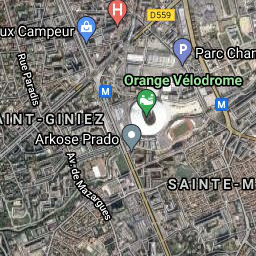 D559
H
ux Campeur
P
Parc Chan
Orange Vélodrome
Rue Paradis
M
M
AINT-GINIEZ
Arkose Prado
Av. de Mazargues
SAINTE-M